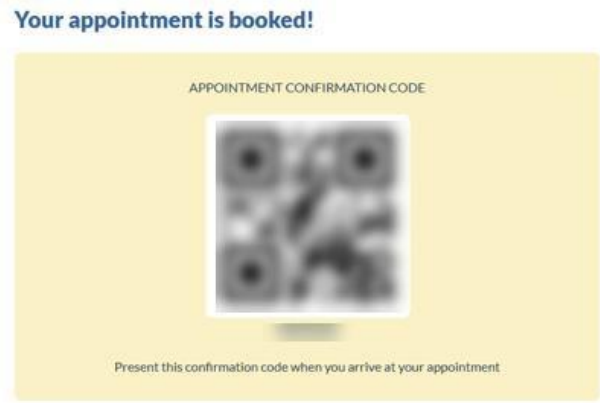 Your appointment is booked!
APPOINTMENT CONFIRMATION CODE
Present this confirmation code when you arrive at your appointment